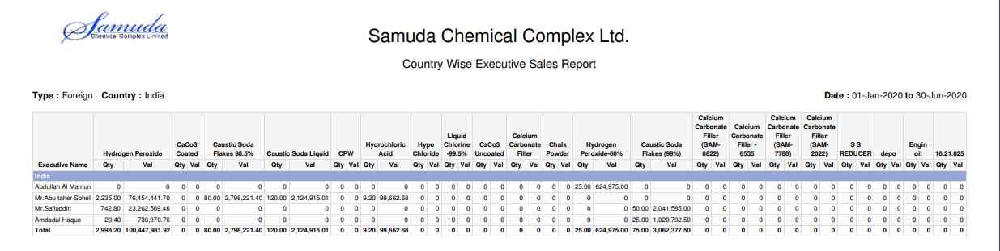 Samuda
Chemical Complex Limited
Samuda Chemical Complex Ltd.
Country Wise Executive Sales Report
Type : Foreign Country : India Date : 01-Jan-2020 to 30-Jun-2020
Executive Name Hydrogen Peroxide CaCo3 Coated Caustic Soda Flakes 98.5% Caustic Soda Liquid CPW Hydrochloric Acid Hypo Chloride Liquid Chlorine -99.5% CaCo3 Uncoated Calcium Carbonate Filler Chalk Powder Hydrogen Peroxide-60% Caustic Soda Flakes (99%) Calcium Carbonate Filler (SAM-8822) Calcium Carbonate Filler - 6535 Calcium Carbonate Filler (SAM-7788) Calcium Carbonate Filler (SAM-2022) S S REDUCER depo Engin oil 16.21.025
Qty Val Qty Val Qty Val Qty Val Qty Val Qty Val Qty Val Qty Val Qty Val Qty Val Qty Val Qty Val Qty Val Qty Val Qty Val Qty Val Qty Val Qty Val Qty Val Qty Val Qty Val
India
Abdullah Al Mamun 0 0 0 0 0 0 0 0 0 0 0 0 0 0 0 0 0 0 0 0 0 0 25.00 624,975.00 0 0 0 0 0 0 0 0 0 0 0 0 0 0 0 0 0 0
Mr.Abu taher Sohel 2,235.00 76,454,441.70 0 0 80.00 2,798,221.40 120.00 2,124,915.01 0 0 9.20 99,662.68 0 0 0 0 0 0 0 0 0 0 0 0 0 0 0 0 0 0 0 0 0 0 0 0 0 0 0 0 0 0
Mr.Safiuddin 742.80 23,262,569.46 0 0 0 0 0 0 0 0 0 0 0 0 0 0 0 0 0 0 0 0 0 0 50.00 2,041,585.00 0 0 0 0 0 0 0 0 0 0 0 0 0 0 0 0
Amdadul Haque 20.40 730,970.76 0 0 0 0 0 0 0 0 0 0 0 0 0 0 0 0 0 0 0 0 0 0 25.00 1,020,792.50 0 0 0 0 0 0 0 0 0 0 0 0 0 0 0 0
Total 2,998.20 100,447,981.92 0 0 80.00 2,798,221.40 120.00 2,124,915.01 0 0 9.20 99,662.68 0 0 0 0 0 0 0 0 0 0 25.00 624,975.00 75.00 3,062,377.50 0 0 0 0 0 0 0 0 0 0 0 0 0 0 0 0